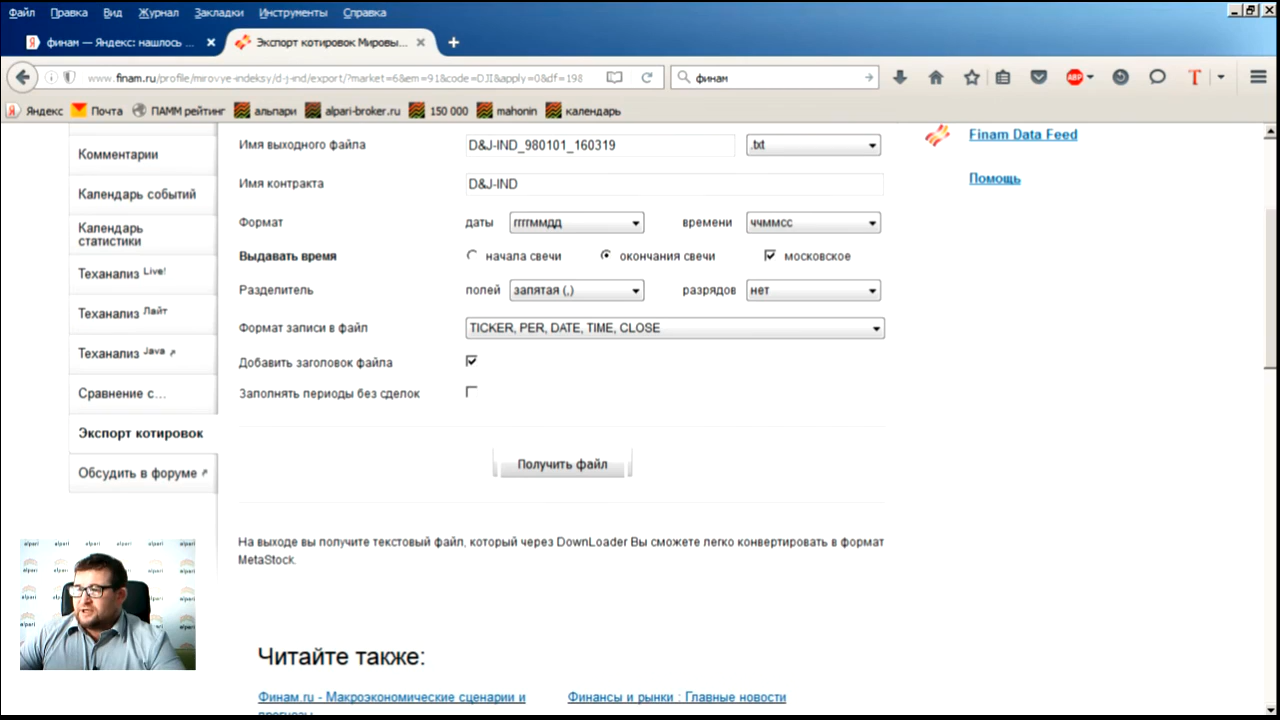 Файл Правка Вид Журнал Закладки Инструменты Справка
финам — Яндекс: нашлось ... Экспорт котировок Мировы...
www.finam.ru/profile/mirovye-indeksy/d-j-ind/export/?market=6&em=91&code=DJI&apply=0&df=198 финам
Яндекс Почта ПАММ рейтинг альпари alpari-broker.ru 150 000 mahonin календарь
Имя выходного файла D&J-IND_980101_160319 .txt
Finam Data Feed
Комментарии
Имя контракта D&J-IND
Помощь
Календарь событий
Формат даты ггггммдд времени ччммсс
Календарь
статистики
Выдавать время начала свечи окончания свечи московское
Теханализ Live!
Разделитель полей запятая (,) разрядов нет
Теханализ Лайт
Формат записи в файл TICKER, PER, DATE, TIME, CLOSE
Теханализ Java
Добавить заголовок файла
Сравнение с...
Заполнять периоды без сделок
Экспорт котировок
Получить файл
Обсудить в форуме
На выходе вы получите текстовый файл, который через DownLoader Вы сможете легко конвертировать в формат
MetaStock.
alpari alpari alpari alpari
Читайте также:
Финам.ru - Макроэкономические сценарии и
прогнозы
Финансы и рынки : Главные новости